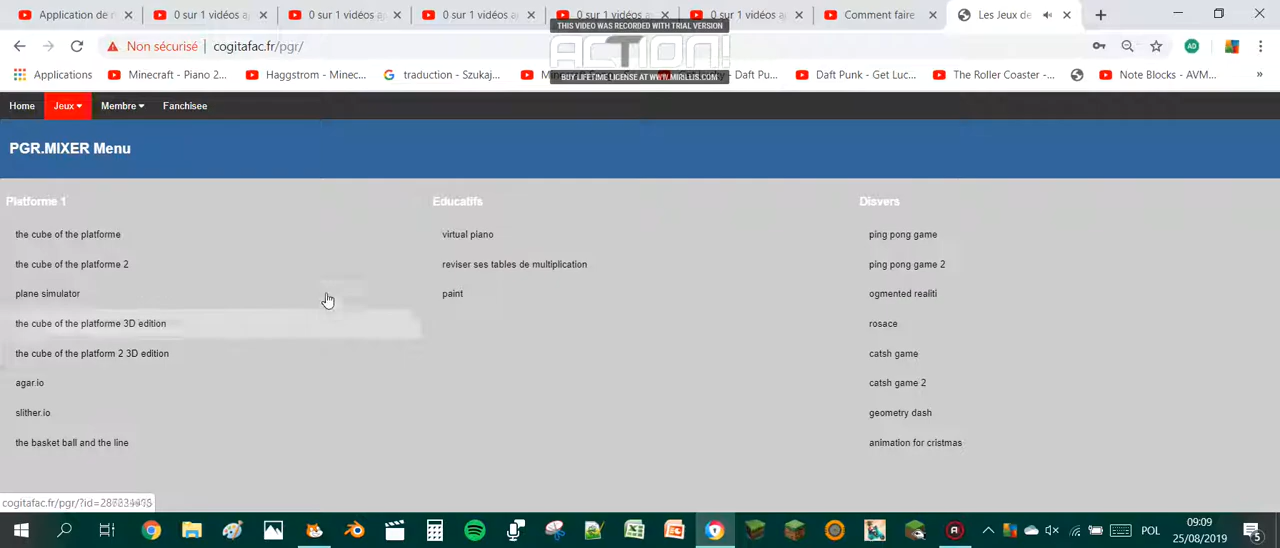 Application de n
0 sur 1 vidéos a
0 sur 1 vidéos a
0 sur 1 vidéos a
0 sur 1 vidéos a
0 sur 1 vidéos a
Comment faire
Les Jeux de
THIS VIDEO WAS RECORDED WITH TRIAL VERSION
ACTION!
BUY LIFETIME LICENSE AT WWW.MIRILLIS.COM
Non sécurisé
cogitafac.fr/pgr/
AD
Applications
Minecraft - Piano 2...
Haggstrom - Minec...
traduction - Szukaj...
Daft Pu...
Daft Punk - Get Luc...
The Roller Coaster -...
Note Blocks - AVM...
»
Home
Jeux
Membre
Fanchisee
PGR.MIXER Menu
Platforme 1
the cube of the platforme
the cube of the platforme 2
plane simulator
the cube of the platforme 3D edition
the cube of the platform 2 3D edition
agar.io
slither.io
the basket ball and the line
Educatifs
virtual piano
reviser ses tables de multiplication
paint
Disvers
ping pong game
ping pong game 2
ogmented realiti
rosace
catsh game
catsh game 2
geometry dash
animation for cristmas
POL
09:09
25/08/2019
5